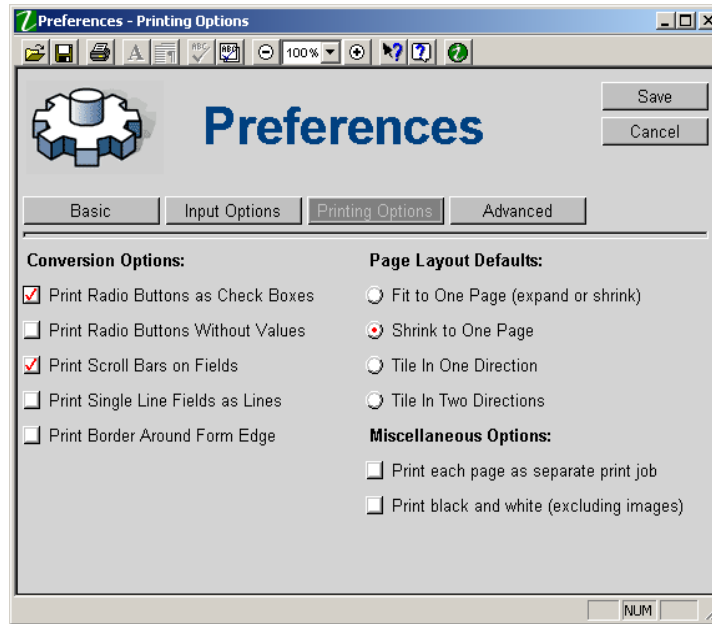 Preferences - Printing Options
A
ABC
ABC
100%
?
?
i
Preferences
Save
Cancel
Basic
Input Options
Printing Options
Advanced
Conversion Options:
Print Radio Buttons as Check Boxes
Print Radio Buttons Without Values
Print Scroll Bars on Fields
Print Single Line Fields as Lines
Print Border Around Form Edge
Page Layout Defaults:
Fit to One Page (expand or shrink)
Shrink to One Page
Tile In One Direction
Tile In Two Directions
Miscellaneous Options:
Print each page as separate print job
Print black and white (excluding images)
NUM